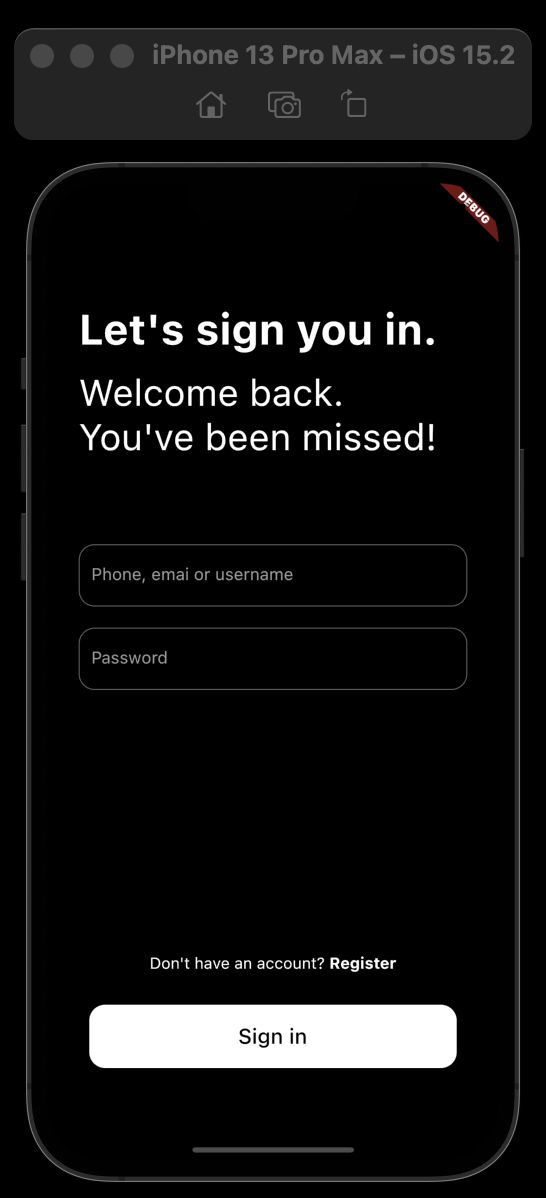 iPhone 13 Pro Max – iOS 15.2
DEBUG
Let's sign you in.
Welcome back.
You've been missed!
Phone, emai or username
Password
Don't have an account? Register
Sign in